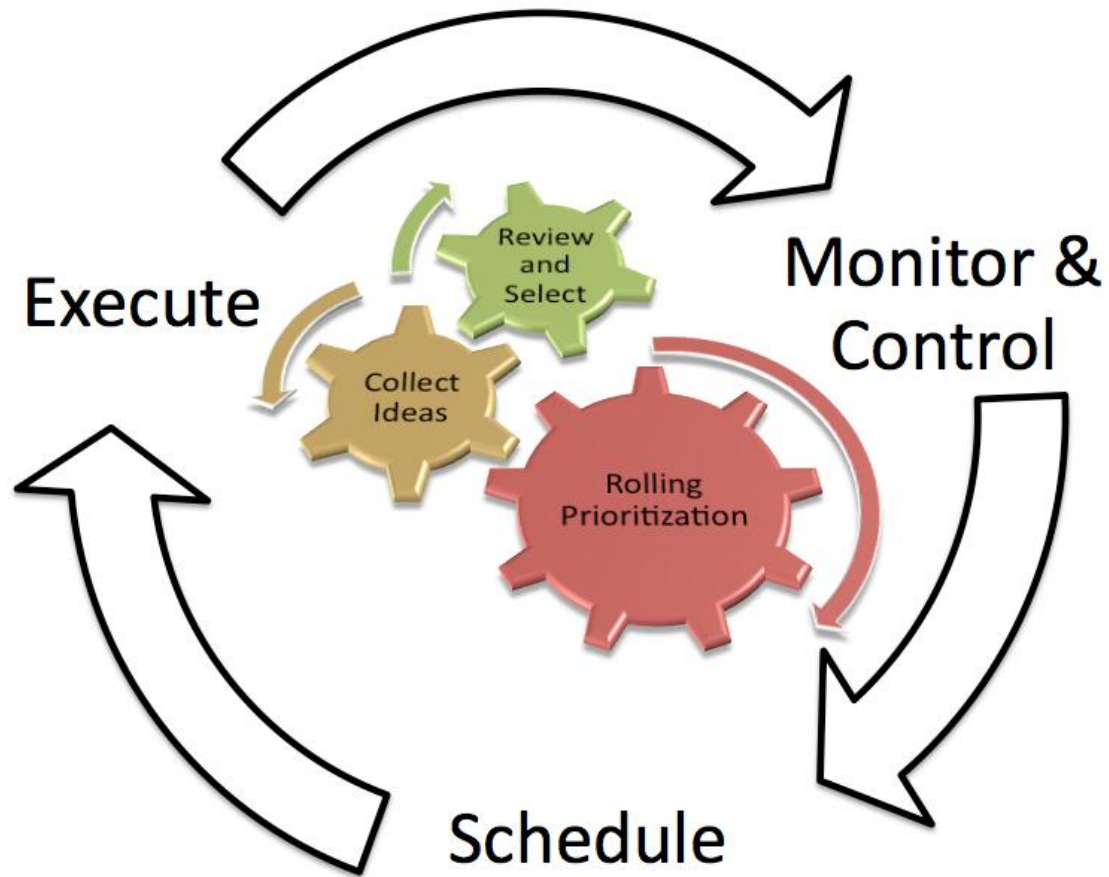 Review
and
Select
Execute
Monitor &
Control
Collect
Ideas
Rolling
Prioritization
Schedule